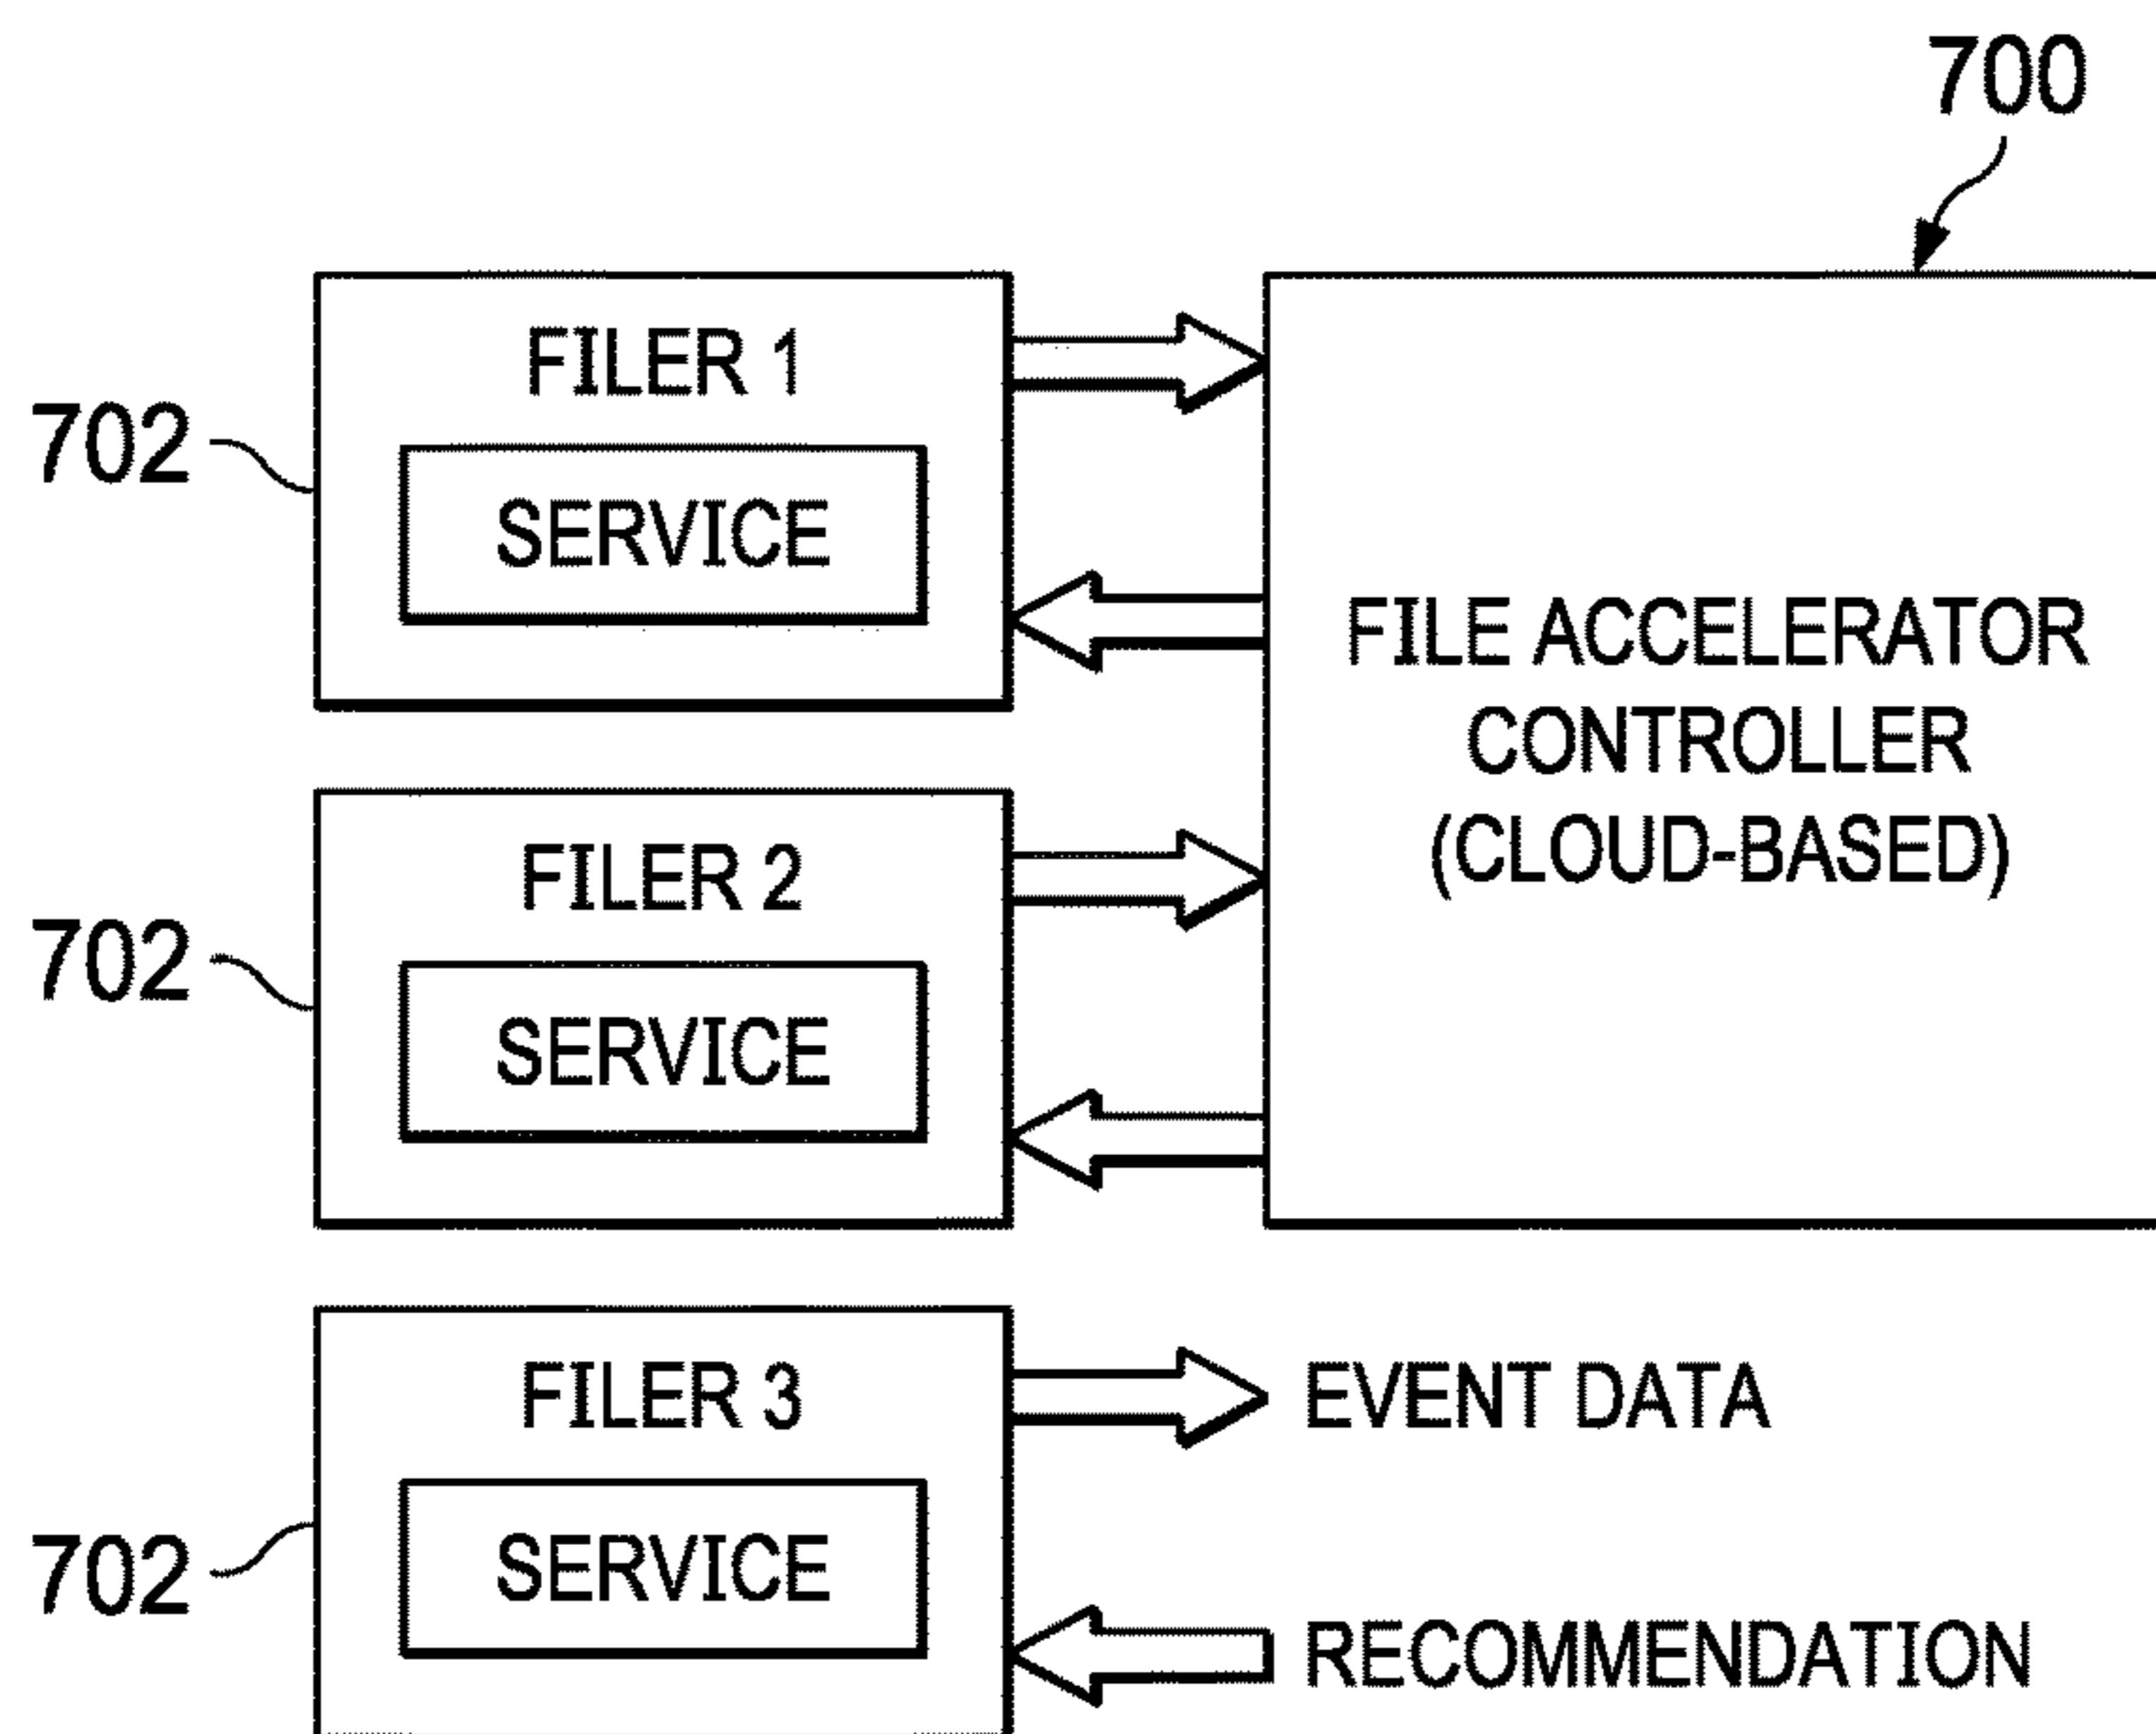 700
FILER 1
702
SERVICE
FILE ACCELERATOR
CONTROLLER
(CLOUD-BASED)
FILER 2
702
SERVICE
FILER 3
EVENT DATA
702
SERVICE
RECOMMENDATION